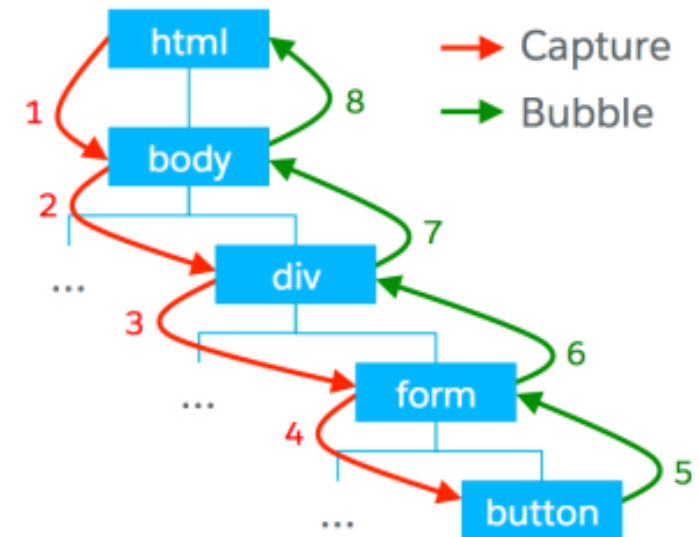 html
Capture
8
1
Bubble
body
2
7
...
div
3
6
...
form
4
5
...
button